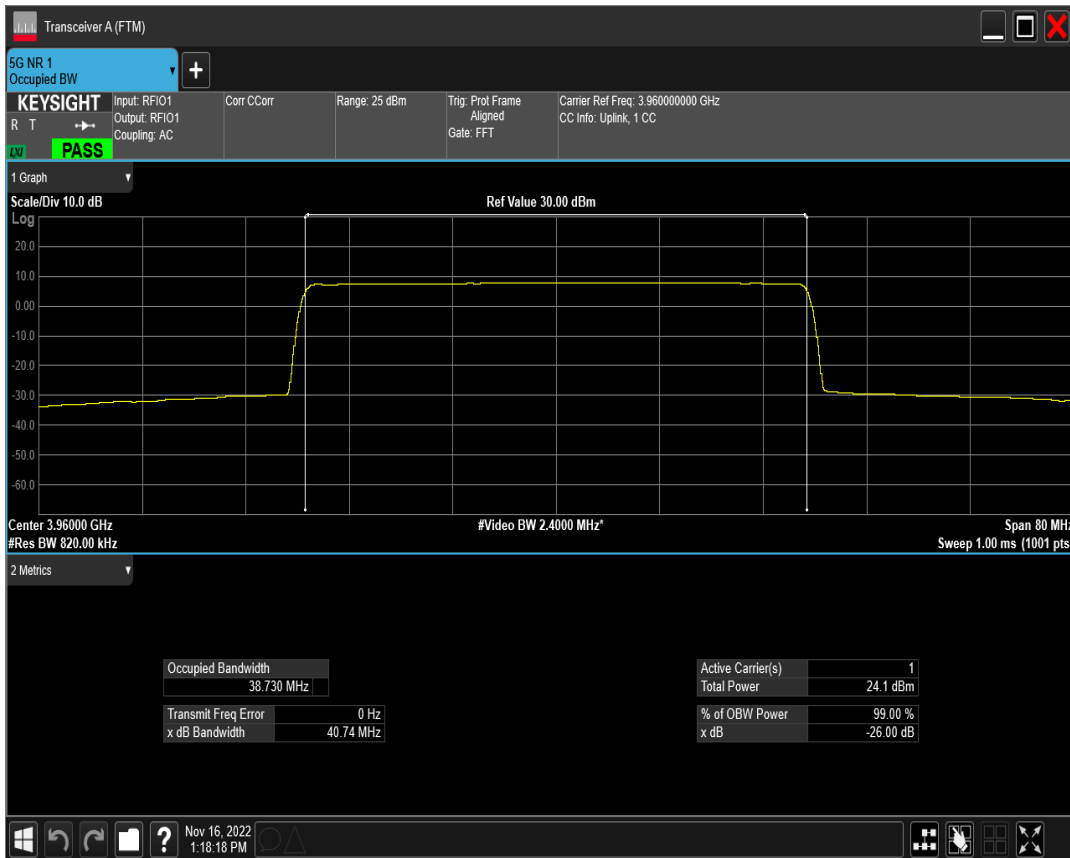 Transceiver A (FTM)
5G NR 1
Occupied BW
+
KEYSIGHT
R T
LXI
PASS
Input: RFIO1
Output: RFIO1
Coupling: AC
Corr CCorr
Range: 25 dBm
Trig: Prot Frame
Aligned
Gate: FFT
Carrier Ref Freq: 3.960000000 GHz
CC Info: Uplink, 1 CC
1 Graph
Scale/Div 10.0 dB
Ref Value 30.00 dBm
Log
20.0
10.0
0.00
-10.0
-20.0
-30.0
-40.0
-50.0
-60.0
Center 3.96000 GHz
#Video BW 2.4000 MHz*
Span 80 MHz
#Res BW 820.00 kHz
Sweep 1.00 ms (1001 pts
2 Metrics
Occupied Bandwidth
38.730 MHz
Transmit Freq Error 0 Hz
x dB Bandwidth 40.74 MHz
Active Carrier(s) 1
Total Power 24.1 dBm
% of OBW Power 99.00 %
x dB -26.00 dB
?
Nov 16, 2022
1:18:18 PM